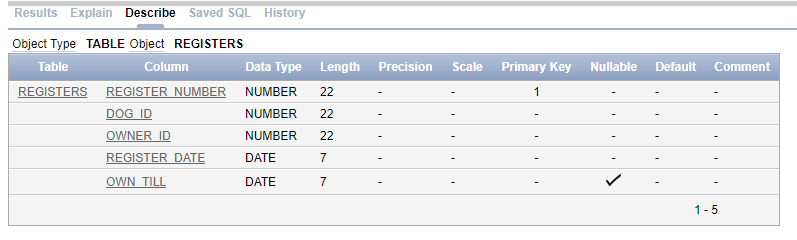 Results Explain Describe Saved SQL History
Object Type TABLE Object REGISTERS
Table Column Data Type Length Precision Scale Primary Key Nullable Default Comment
REGISTERS REGISTER_NUMBER NUMBER 22 - - 1 - - -
DOG_ID NUMBER 22 - - - - - -
OWNER_ID NUMBER 22 - - - - - -
REGISTER_DATE DATE 7 - - - - - -
OWN_TILL DATE 7 - - - ✓ - -
1 - 5